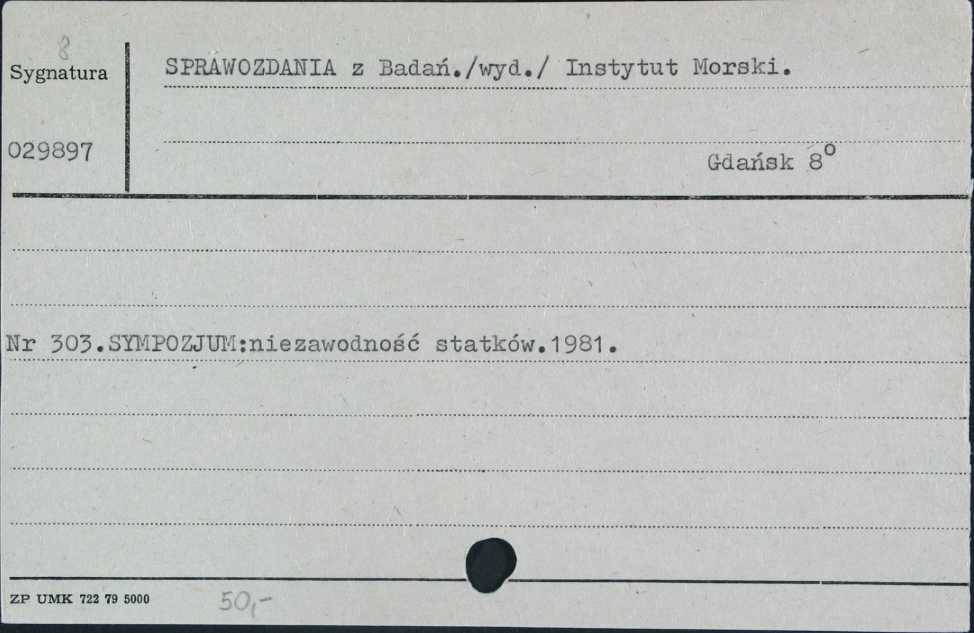 8
Sygnatura
SPRAWOZDANIA z Badań./wyd./ Instytut Morski.
029897
Gdańsk 8°
Nr 303.SYMPOZJUM:niezawodność statków.1981.
ZP UMK 722 79 5000
50,-